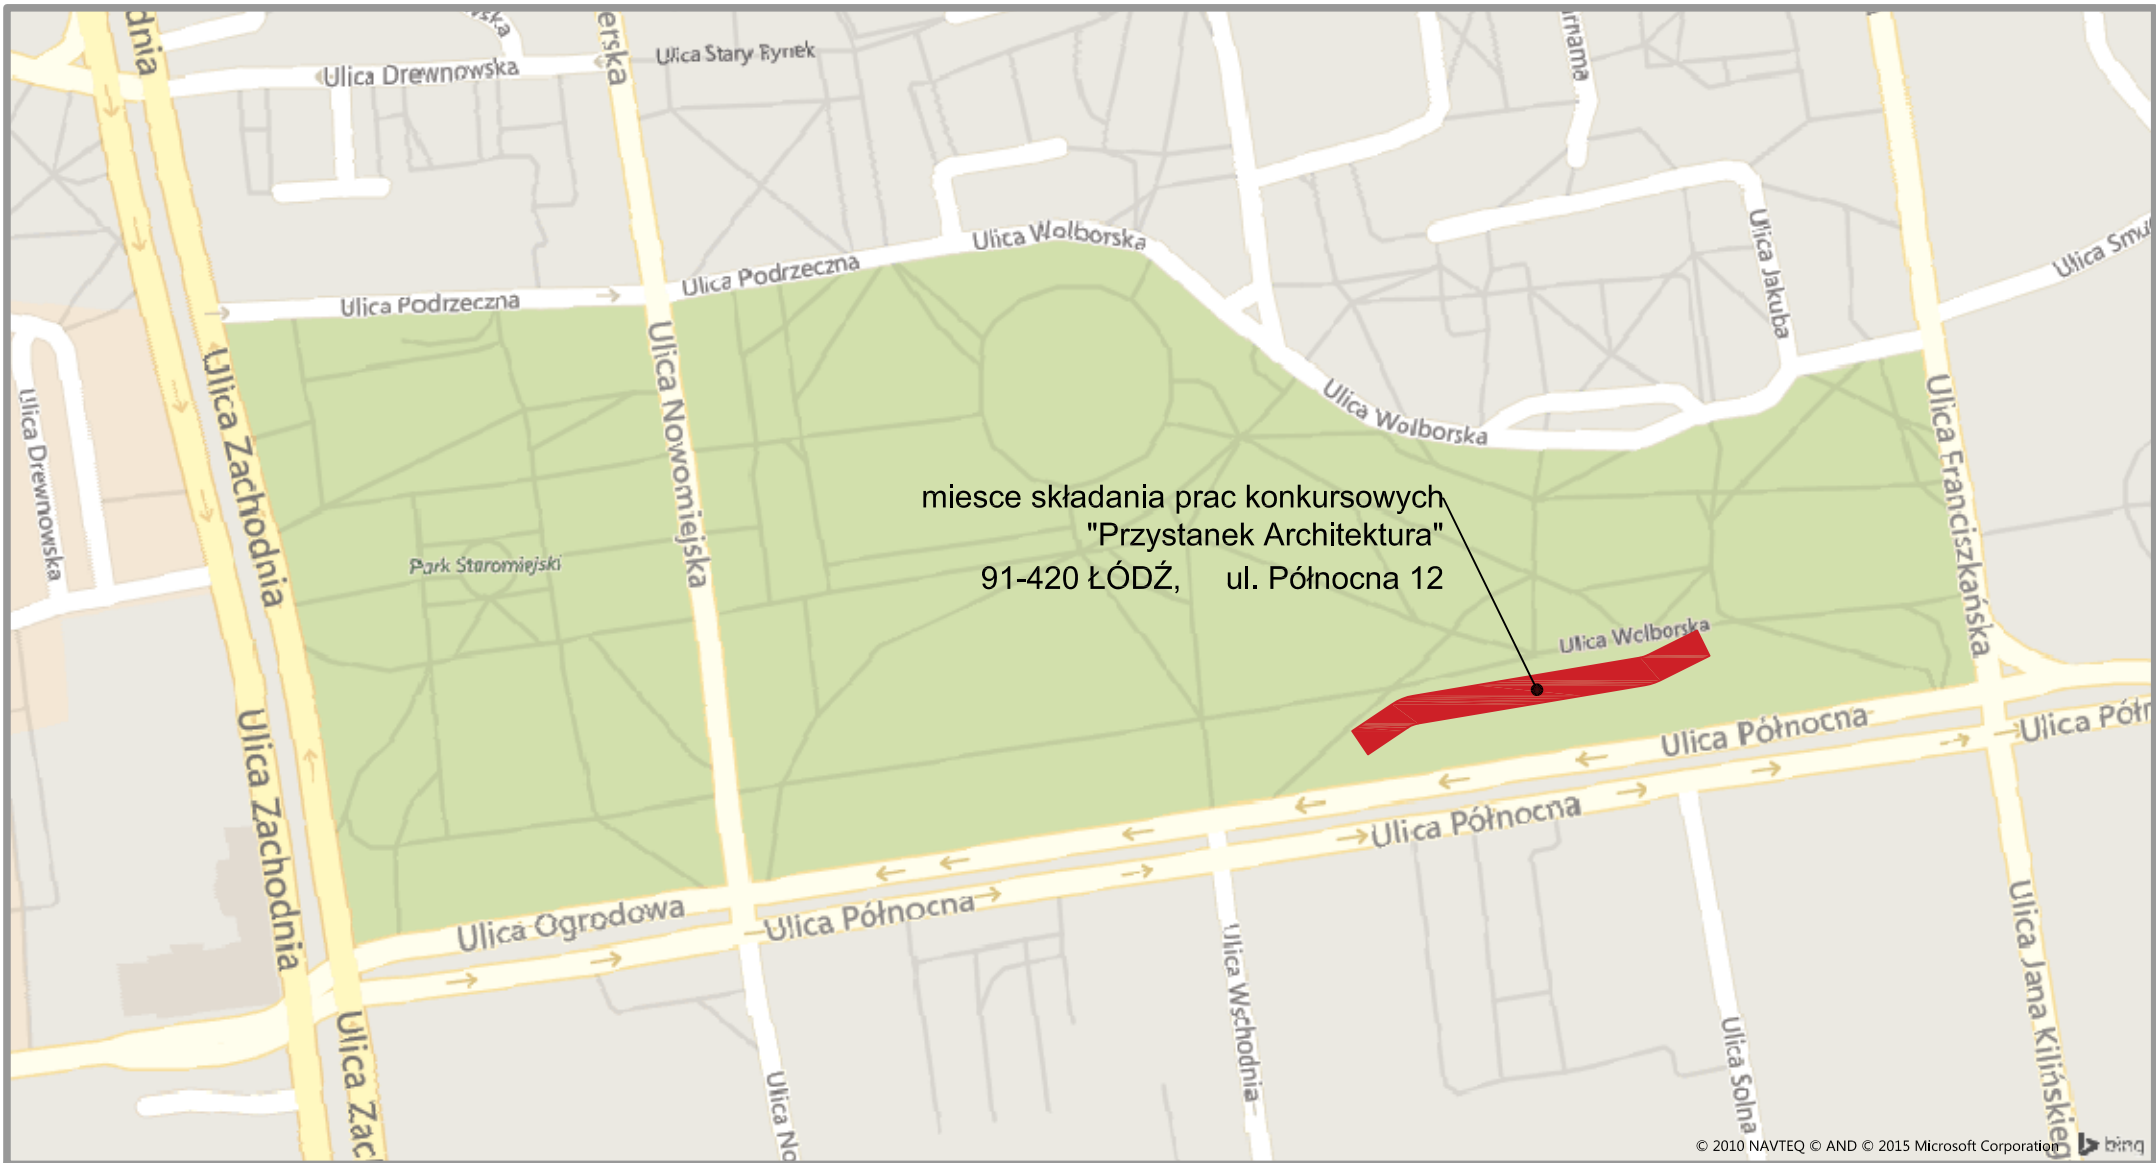 Ulica Drewnowska
Ulica Stary Rynek
Ulica Podrzeczna
Ulica Podrzeczna
Ulica Wolborska
Ulica Jakuba
Ulica Drewnowska
Ulica Zachodnia
Ulica Nowomiejska
Ulica Wolborska
Ulica Franciszkańska
miesce składania prac konkursowych
"Przystanek Architektura"
91-420 ŁÓDŹ, ul. Północna 12
Park Staromiejski
Ulica Wolborska
Ulica Zachodnia
Ulica Północna
Ulica Północna
Ulica Ogrodowa
Ulica Północna
Ulica Wschodnia
Ulica Solna
Ulica Jana Kilińskieg
© 2010 NAVTEQ © AND © 2015 Microsoft Corporation
bing